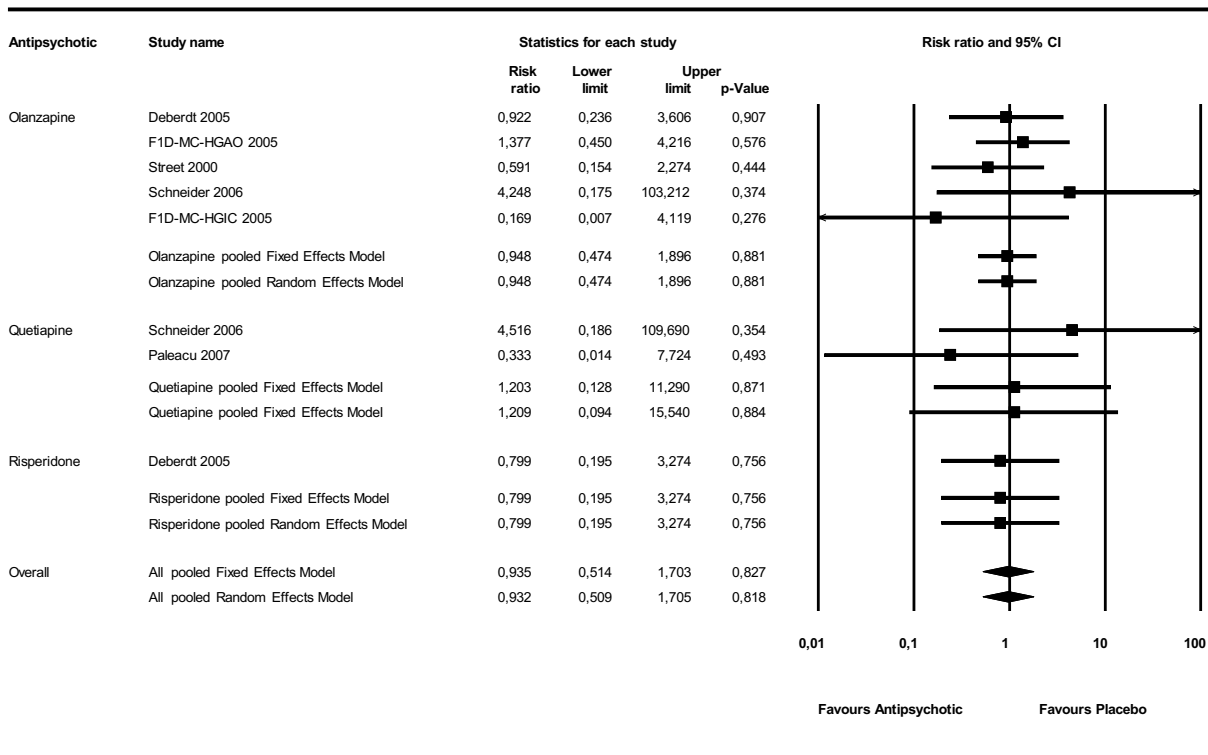 Antipsychotic Study name Statistics for each study Risk ratio and 95% CI
Risk Lower Upper
ratio limit limit p-Value
Olanzapine Deberdt 2005 0,922 0,236 3,606 0,907
F1D-MC-HGAO 2005 1,377 0,450 4,216 0,576
Street 2000 0,591 0,154 2,274 0,444
Schneider 2006 4,248 0,175 103,212 0,374
F1D-MC-HGIC 2005 0,169 0,007 4,119 0,276
Olanzapine pooled Fixed Effects Model 0,948 0,474 1,896 0,881
Olanzapine pooled Random Effects Model 0,948 0,474 1,896 0,881
Quetiapine Schneider 2006 4,516 0,186 109,690 0,354
Paleacu 2007 0,333 0,014 7,724 0,493
Quetiapine pooled Fixed Effects Model 1,203 0,128 11,290 0,871
Quetiapine pooled Fixed Effects Model 1,209 0,094 15,540 0,884
Risperidone Deberdt 2005 0,799 0,195 3,274 0,756
Risperidone pooled Fixed Effects Model 0,799 0,195 3,274 0,756
Risperidone pooled Random Effects Model 0,799 0,195 3,274 0,756
Overall All pooled Fixed Effects Model 0,935 0,514 1,703 0,827
All pooled Random Effects Model 0,932 0,509 1,705 0,818
0,01 0,1 1 10 100
Favours Antipsychotic Favours Placebo